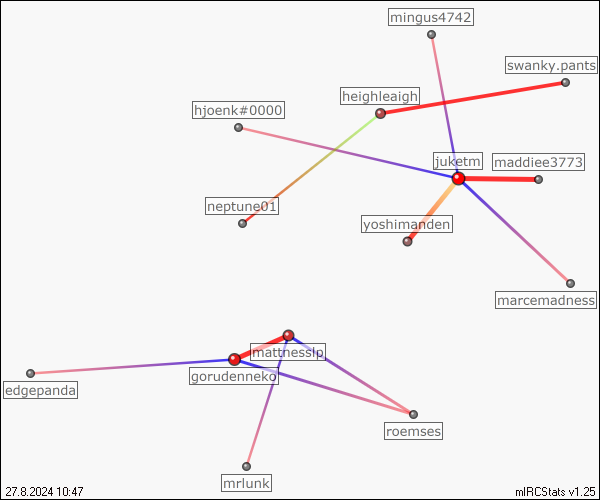 mingus4742
swanky.pants
heighleaigh
hjoenk#0000
juketm
maddiee3773
neptune01
yoshimanden
marcemadness
mattnesslp
gorudenneko
edgepanda
roemses
mrlunk
27.8.2024 10:47
mIRCStats v1.25